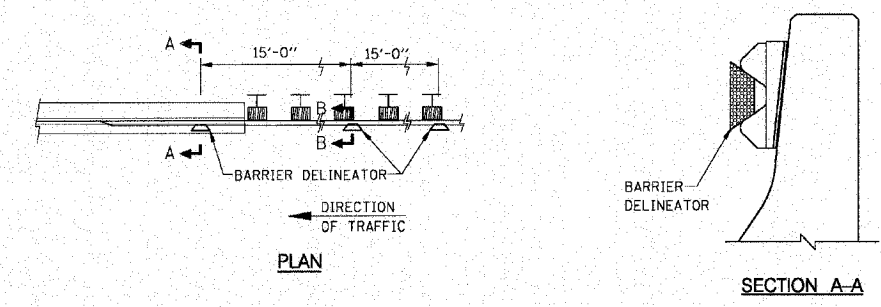 A
15'-0"
15'-0"
B
A
B
BARRIER DELINEATOR
DIRECTION
OF TRAFFIC
PLAN
BARRIER
DELINEATOR
SECTION A-A